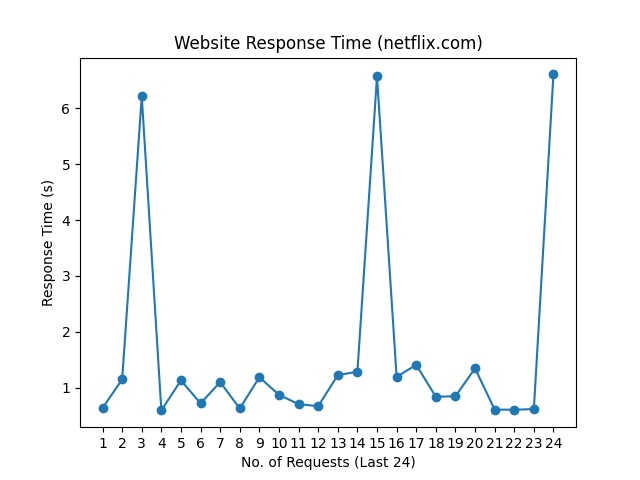 Website Response Time (netflix.com)
Response Time (s)
6
5
4
3
2
1
1 2 3 4 5 6 7 8 9 10 11 12 13 14 15 16 17 18 19 20 21 22 23 24
No. of Requests (Last 24)